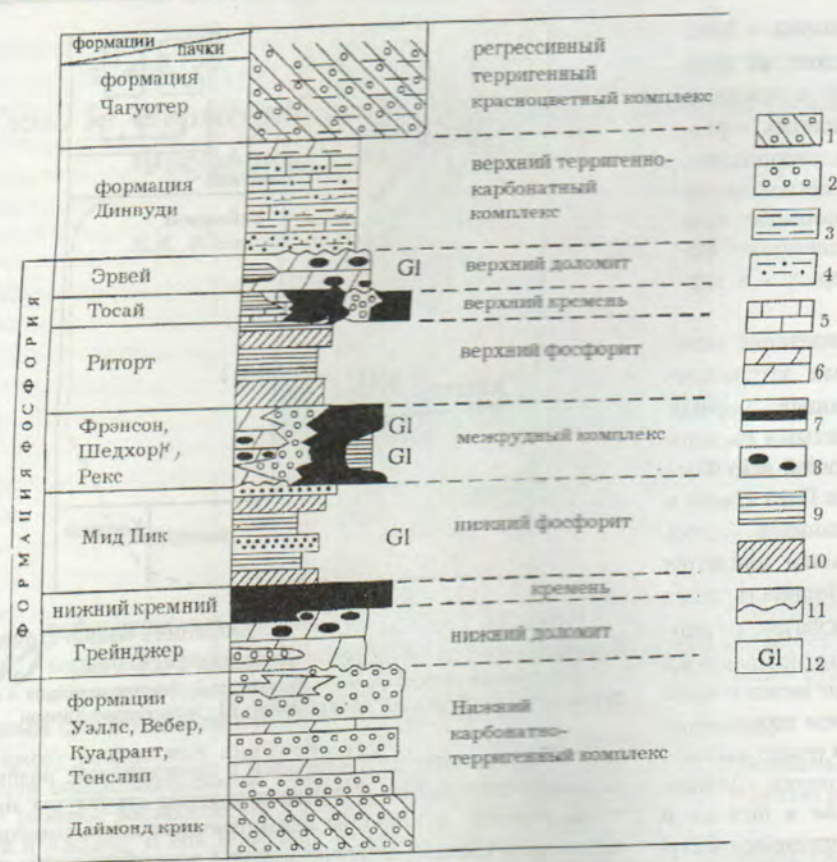 формации
пачки
формация
Чагуотер
регрессивный
терригенный
красноцветный комплекс
формация
Динвуди
верхний терригенно-
карбонатный
комплекс
ФОРМАЦИЯ ФОСФОРИЯ
Эрвей
Gl
верхний доломит
Тосай
верхний кремень
Риторт
верхний фосфорит
Фрэнсон,
Шедхорн,
Рекс
Gl
Gl
межрудный комплекс
Мид Пик
Gl
нижний фосфорит
нижний кремний
кремень
Грейнджер
нижний доломит
формации
Уэллс, Вебер,
Куадрант,
Тенслип
Нижний
карбонатно-
терригенный комплекс
Даймонд крик
1
2
3
4
5
6
7
8
9
10
11
Gl 12